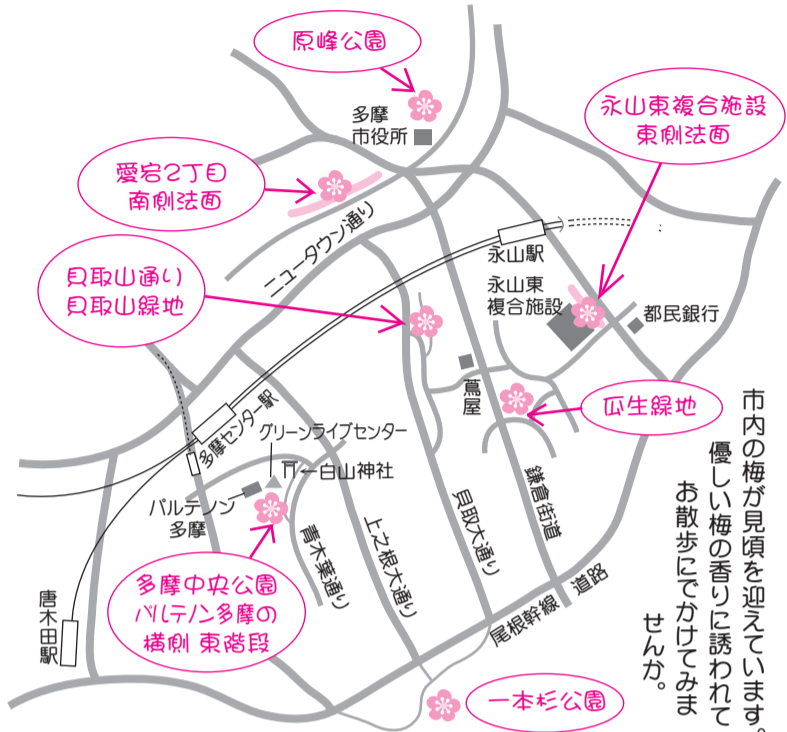 原峰公園
多摩
市役所
永山東複合施設
東側法面
愛宕2丁目
南側法面
ニュータウン通り
永山駅
永山東
複合施設
都民銀行
貝取山通り
貝取山緑地
蔦屋
瓜生緑地
多摩センター駅
グリーンライブセンター
白山神社
パルテノン
多摩
青木葉通り
上之根大通り
貝取大通り
鎌倉街道
尾根幹線 道路
多摩中央公園
パルテノン多摩の
横側 東階段
唐木田駅
一本杉公園
市内の梅が見頃を迎えています。
優しい梅の香りに誘われて
お散歩にでかけてみま
せんか。